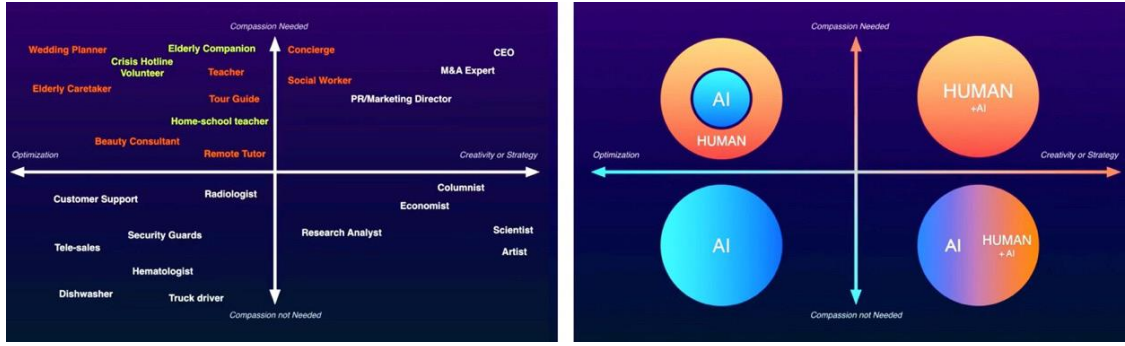 Compassion Needed
Wedding Planner
Elderly Companion
Concierge
CEO
Crisis Hotline
Volunteer
Teacher
Social Worker
M&A Expert
Elderly Caretaker
Tour Guide
PR/Marketing Director
Home-school teacher
Beauty Consultant
Remote Tutor
Optimization
Creativity or Strategy
Customer Support
Radiologist
Columnist
Economist
Security Guards
Research Analyst
Scientist
Tele-sales
Artist
Hematologist
Dishwasher
Truck driver
Compassion not Needed
Compassion Needed
AI
HUMAN
HUMAN
+AI
Optimization
Creativity or Strategy
AI
AI
HUMAN
+ AI
Compassion not Needed